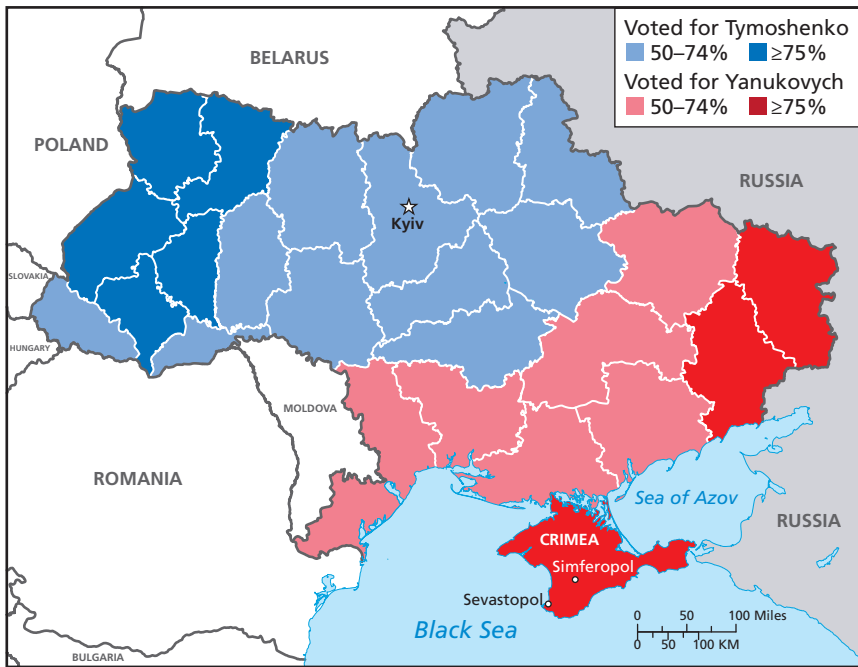 Voted for Tymoshenko
50–74% ≥75%
Voted for Yanukovych
50–74% ≥75%
BELARUS
POLAND
RUSSIA
Kyiv
SLOVAKIA
HUNGARY
MOLDOVA
ROMANIA
Sea of Azov
RUSSIA
CRIMEA
Simferopol
Sevastopol
Black Sea
0 50 100 Miles
0 50 100 KM
BULGARIA